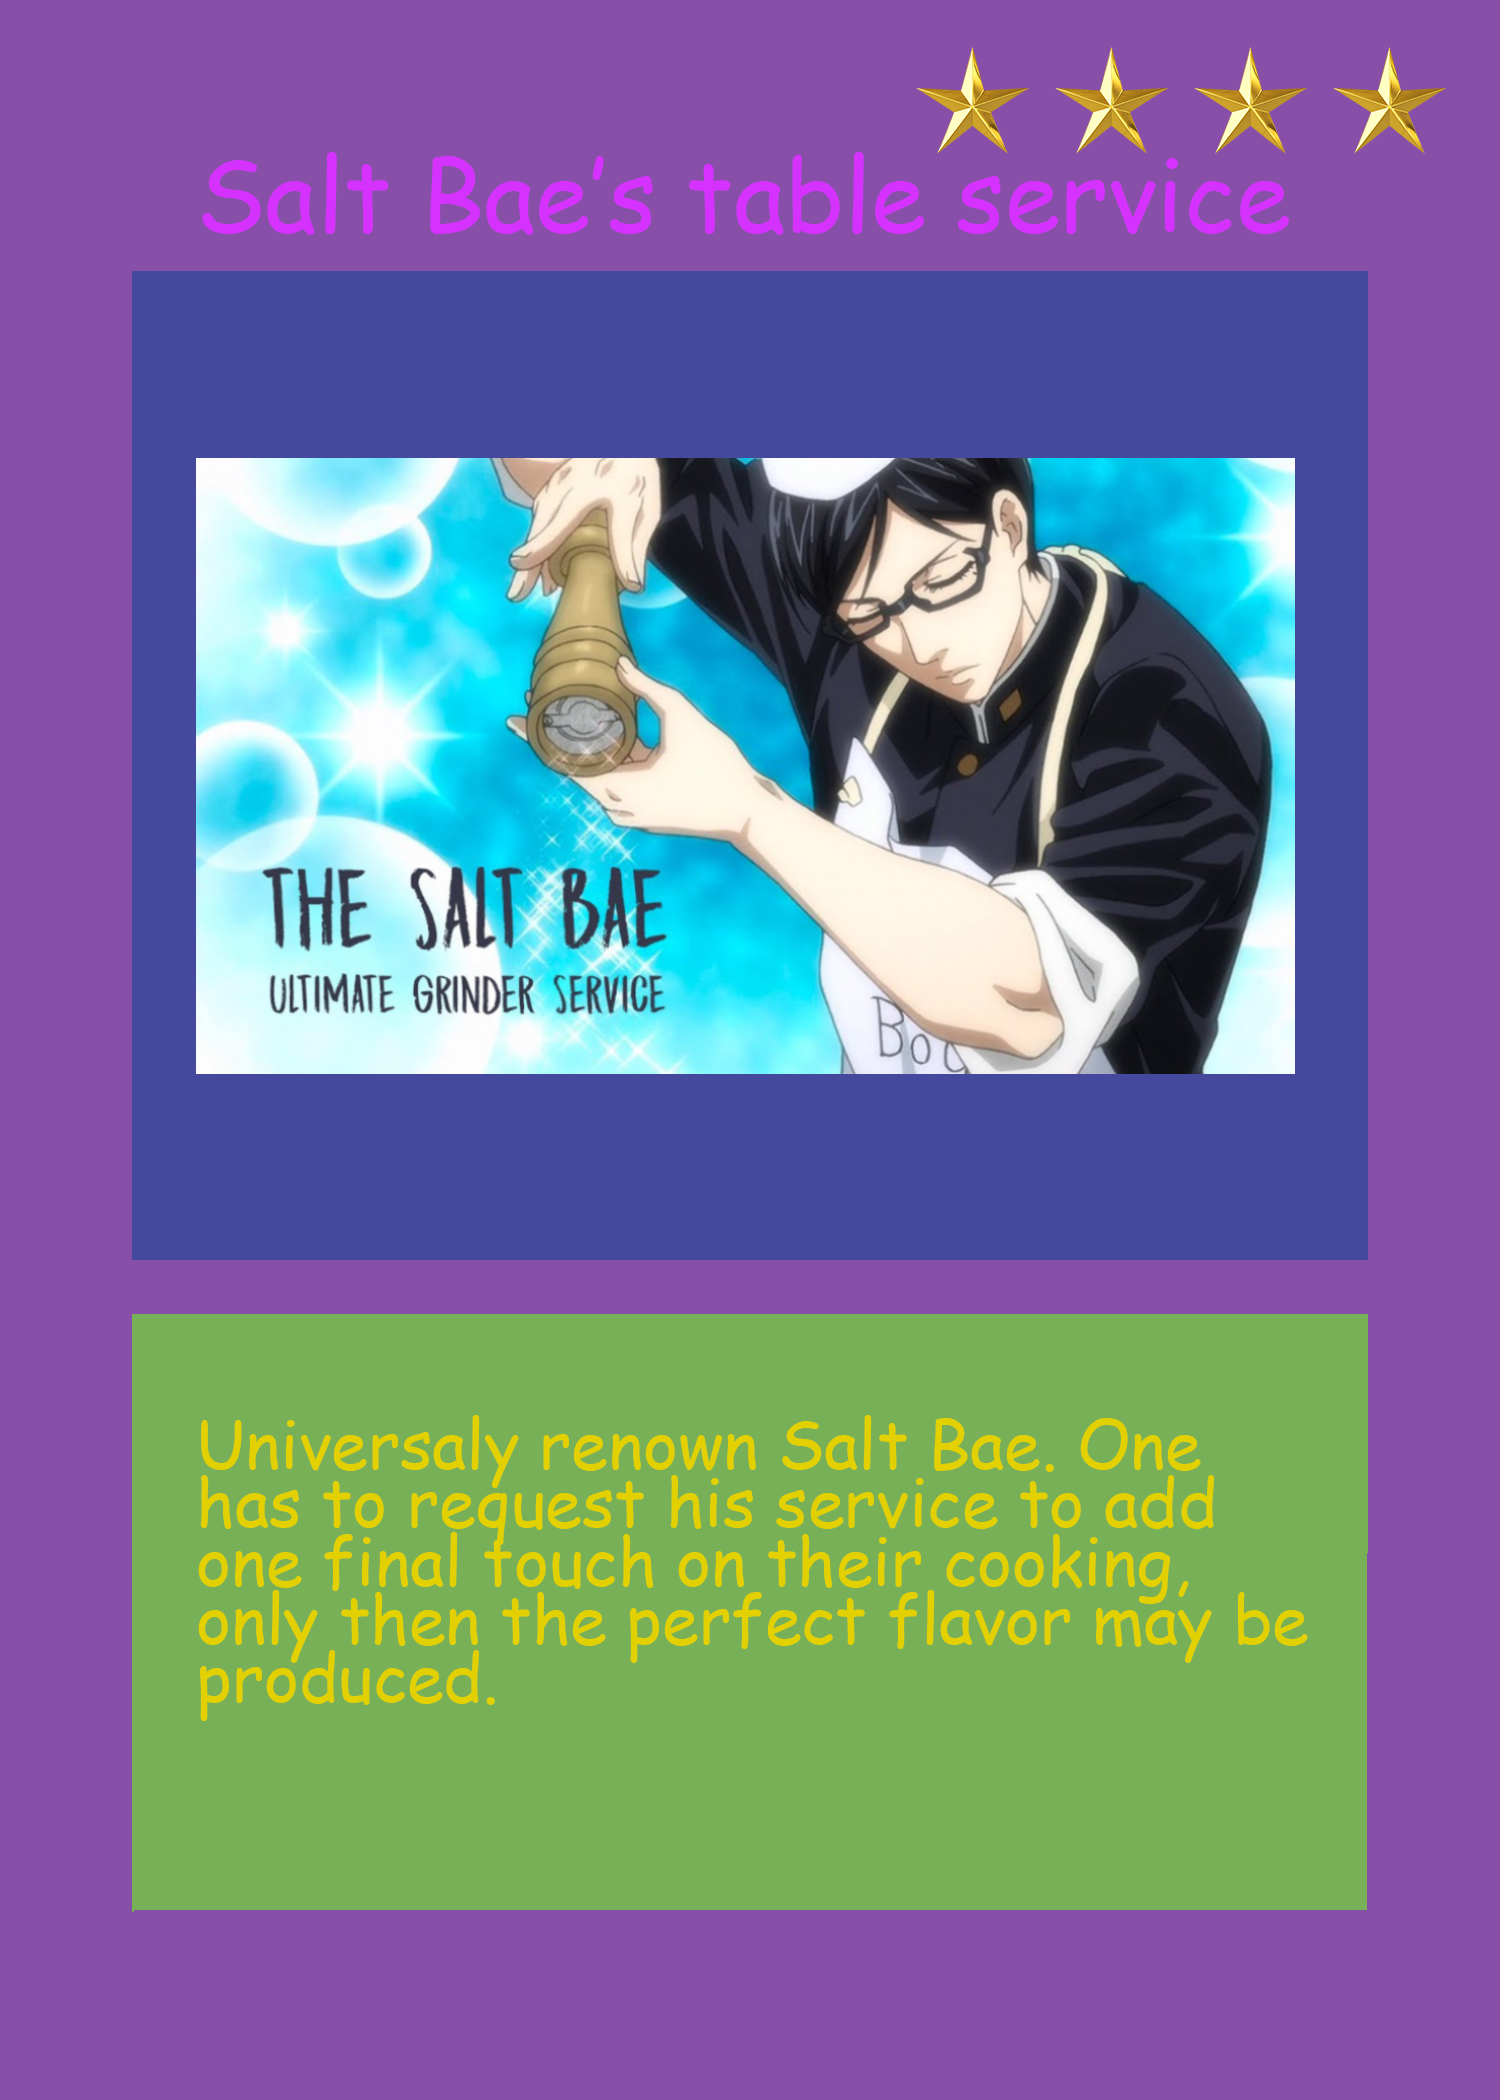 Salt Bae's table service
THE SALT BAE
ULTIMATE GRINDER SERVICE
Universaly renown Salt Bae. One
has to request his service to add
one final touch on their cooking,
only then the perfect flavor may be
produced.